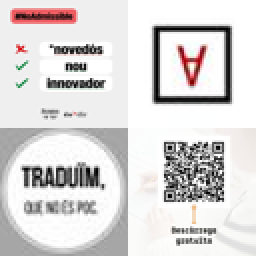 #NoAdmissible
*novedós
nou
innovador
∀
TRADUÏM,
QUE NO ÉS POC.
Descàrrega
gratuïta